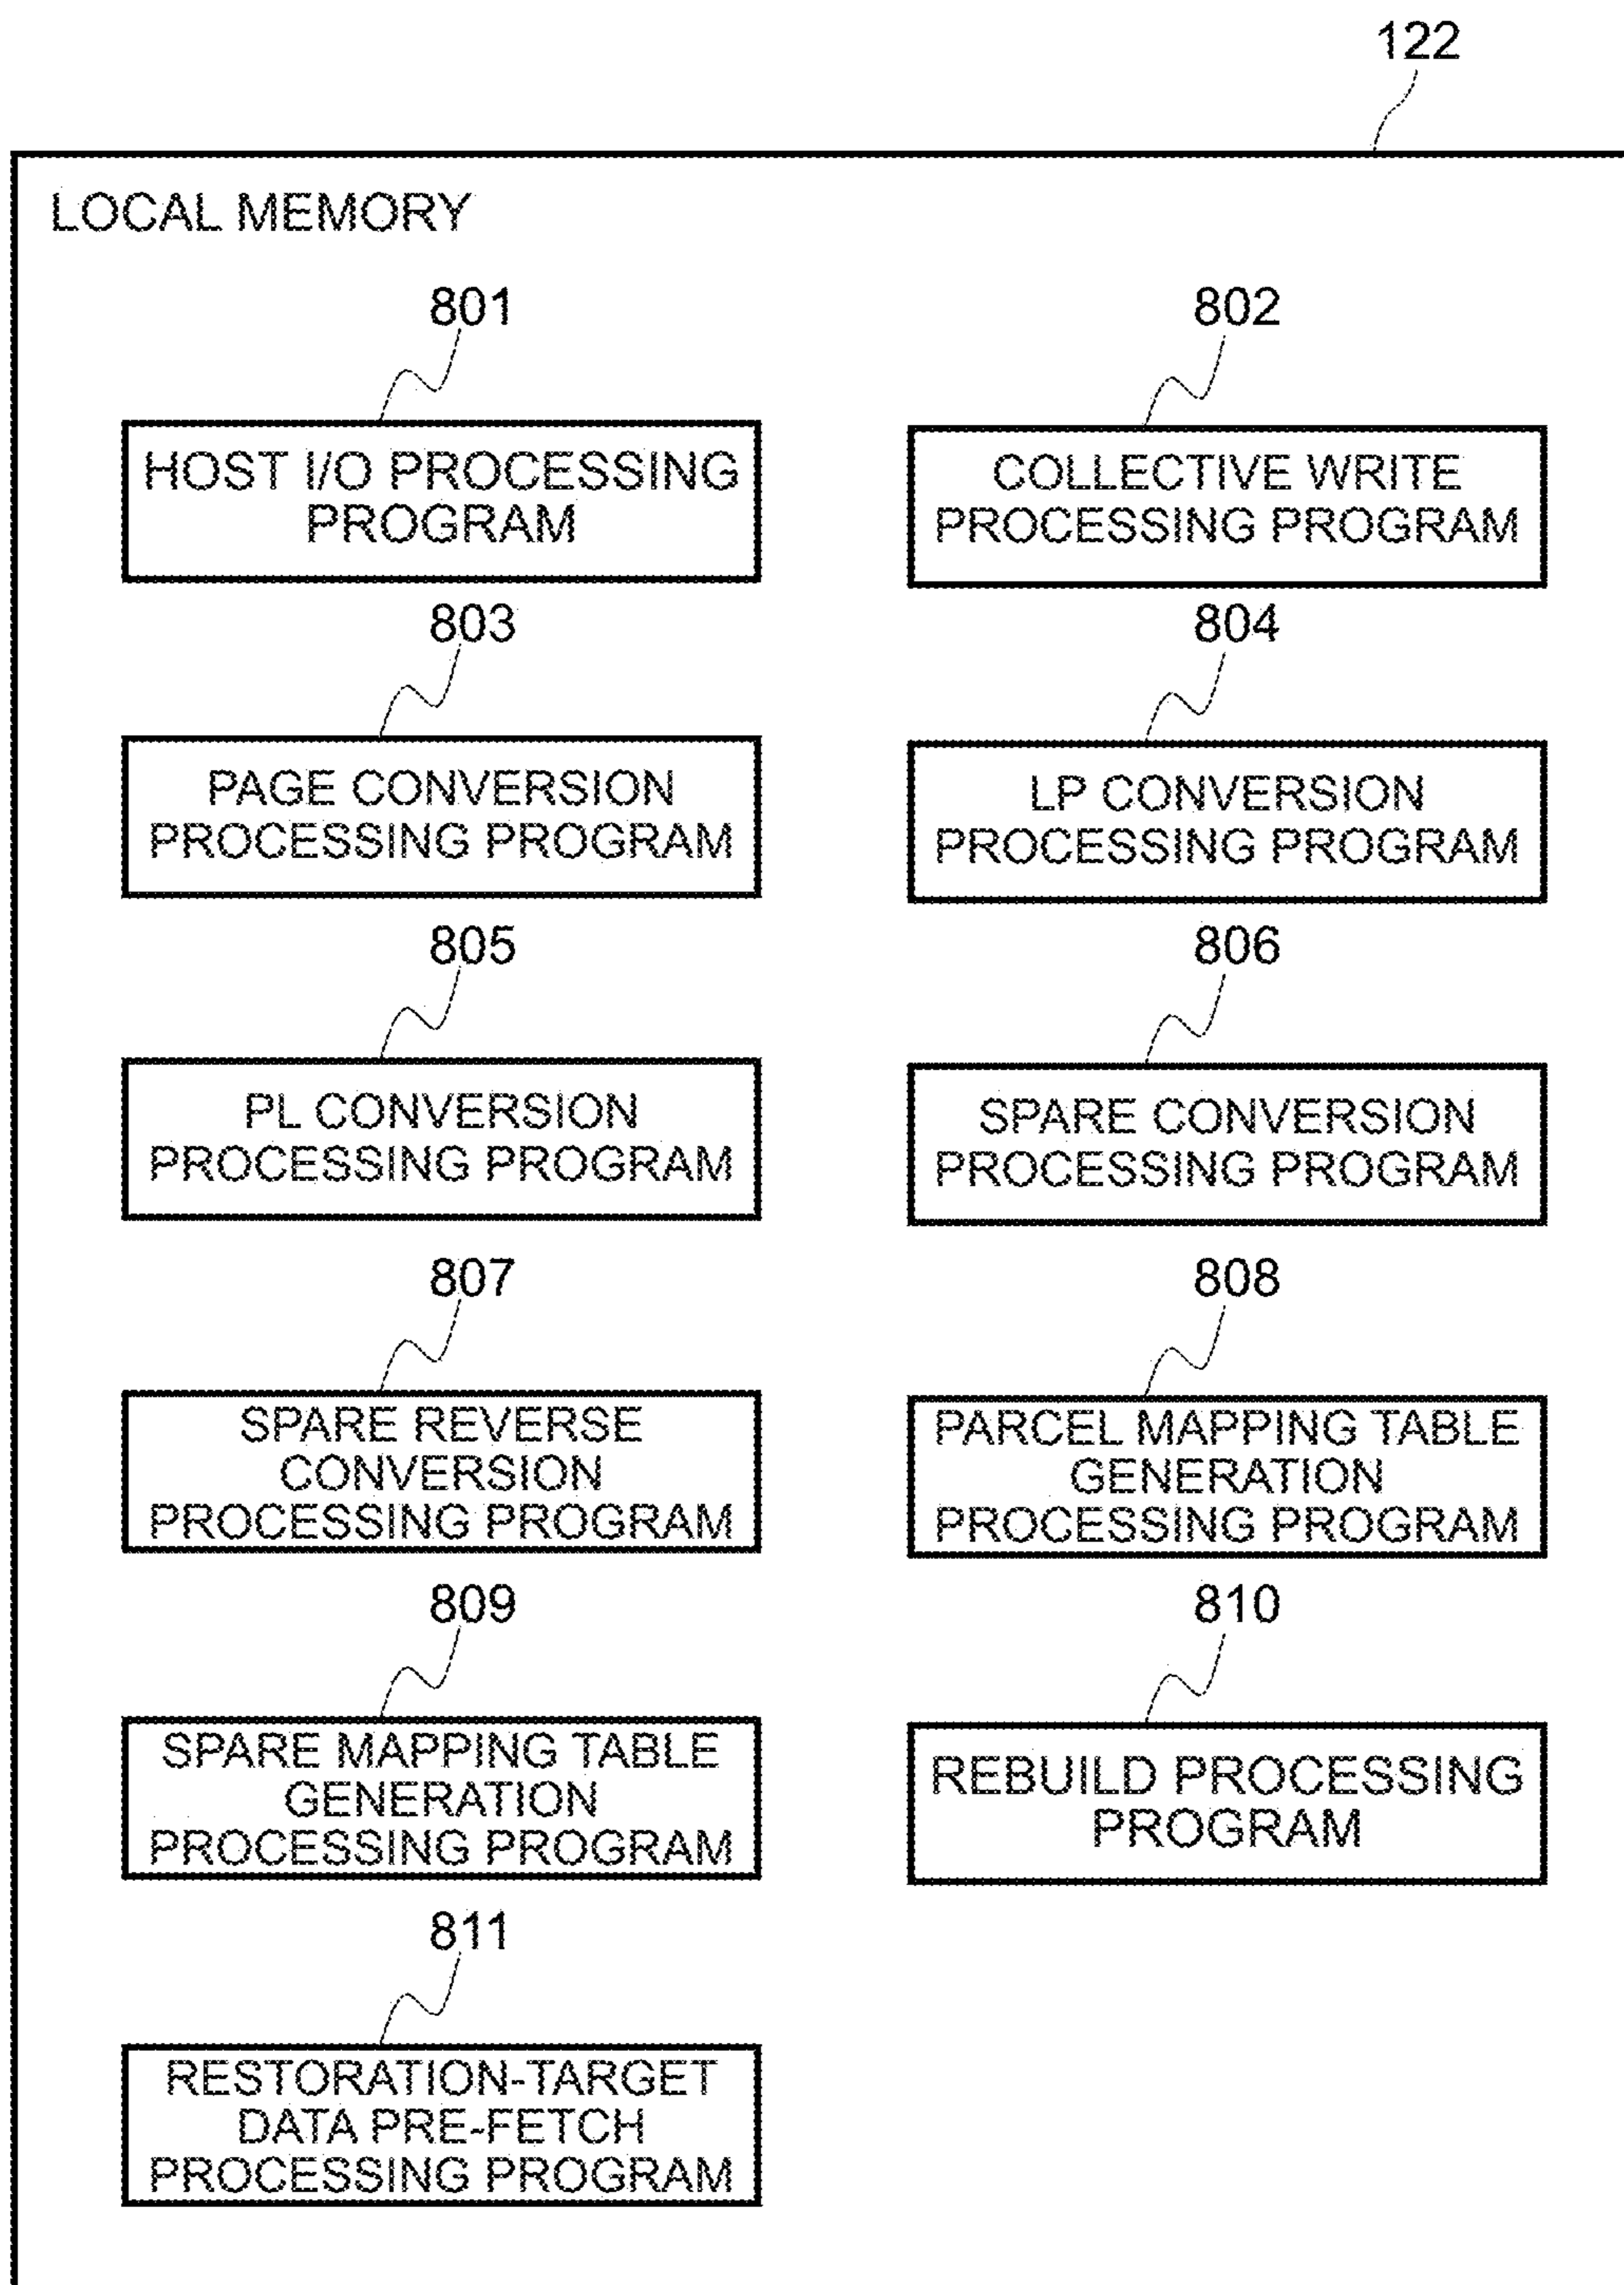 122
LOCAL MEMORY
801
HOST I/O PROCESSING
PROGRAM
802
COLLECTIVE WRITE
PROCESSING PROGRAM
803
PAGE CONVERSION
PROCESSING PROGRAM
804
LP CONVERSION
PROCESSING PROGRAM
805
PL CONVERSION
PROCESSING PROGRAM
806
SPARE CONVERSION
PROCESSING PROGRAM
807
SPARE REVERSE
CONVERSION
PROCESSING PROGRAM
808
PARCEL MAPPING TABLE
GENERATION
PROCESSING PROGRAM
809
SPARE MAPPING TABLE
GENERATION
PROCESSING PROGRAM
810
REBUILD PROCESSING
PROGRAM
811
RESTORATION-TARGET
DATA PRE-FETCH
PROCESSING PROGRAM